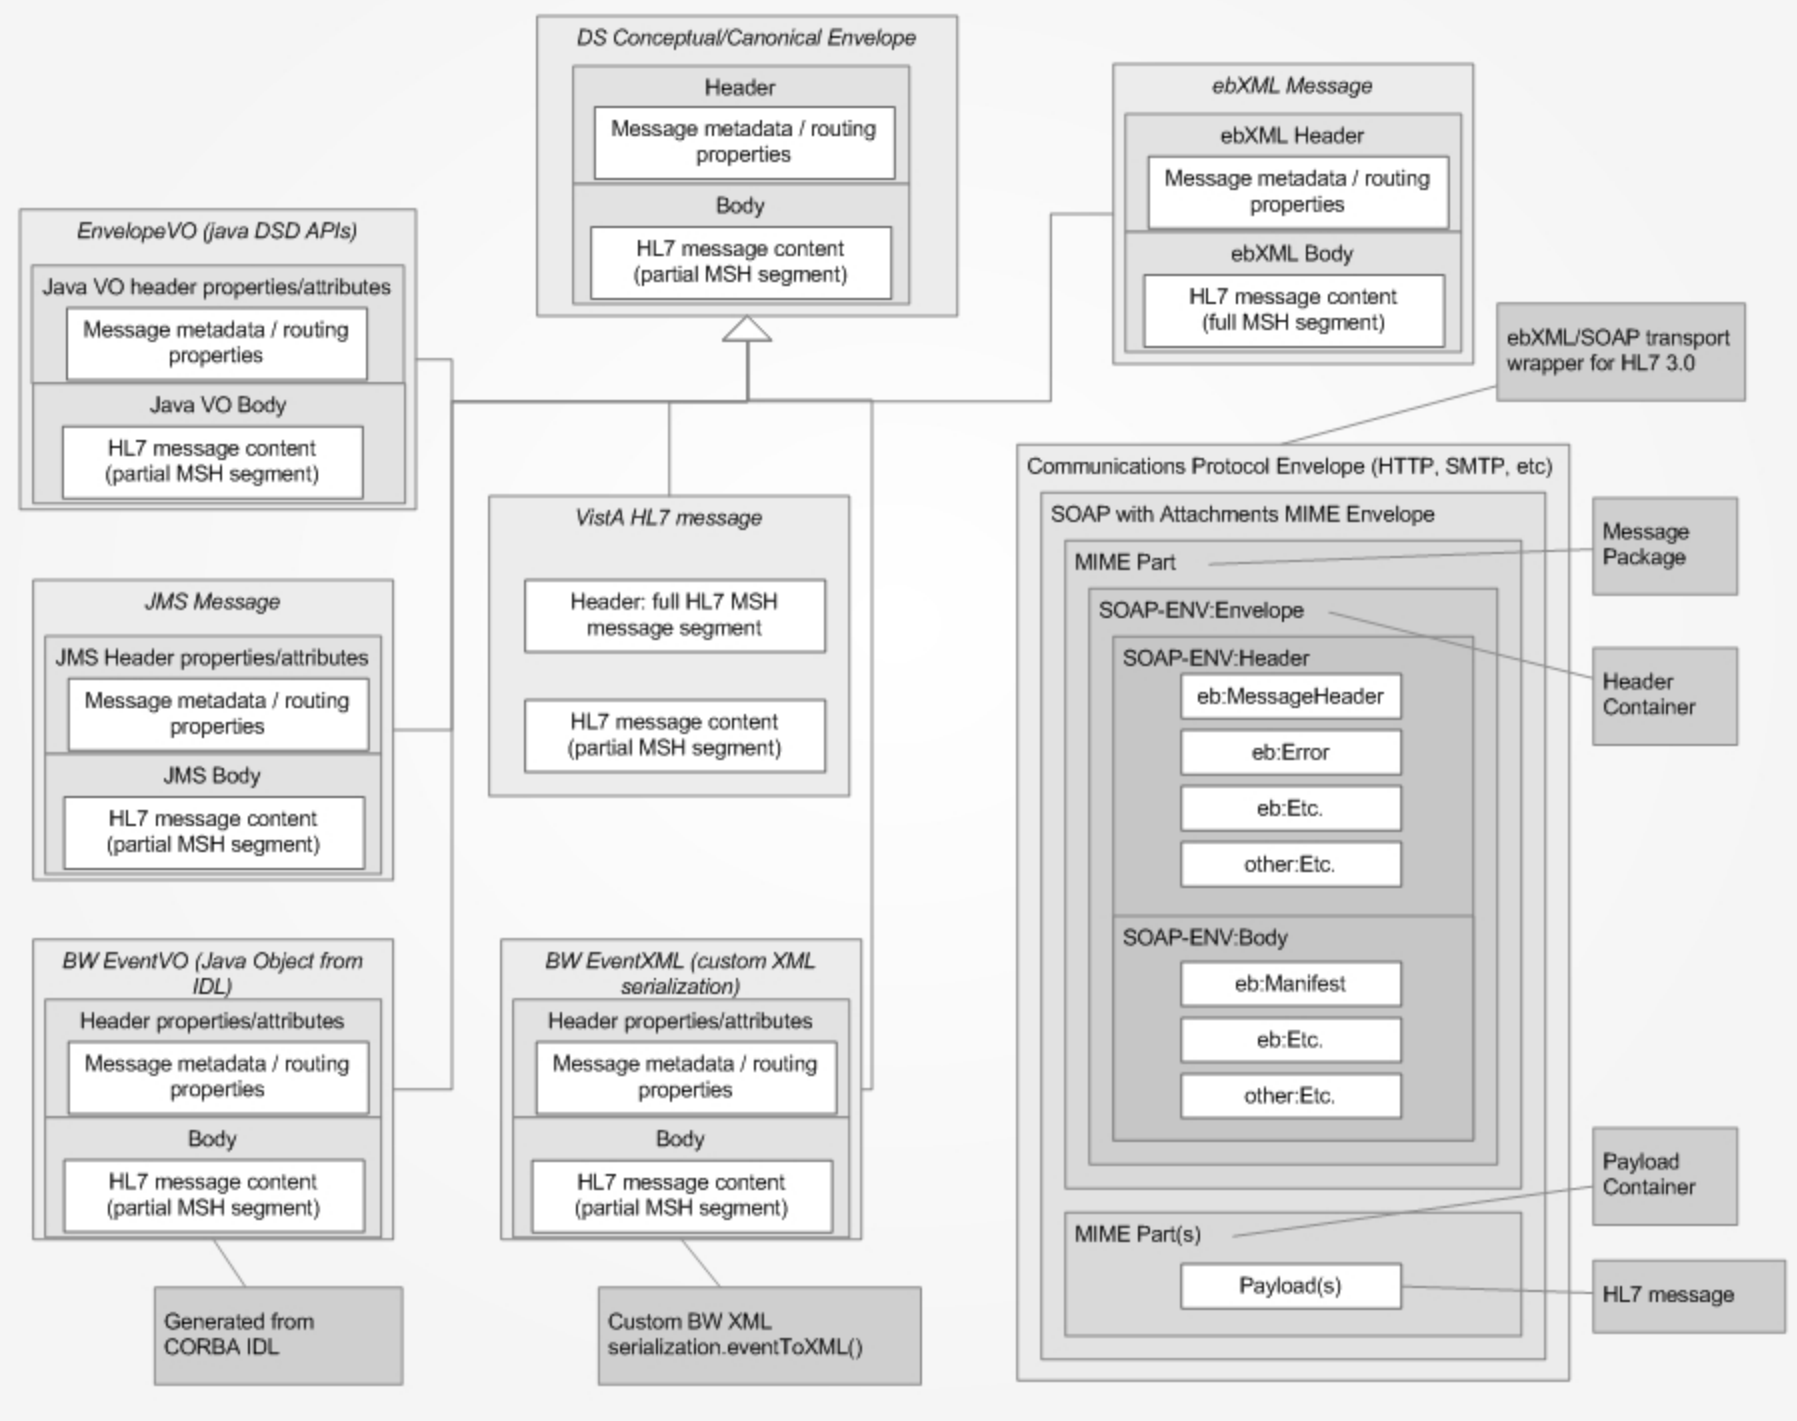 DS Conceptual/Canonical Envelope
Header
Message metadata / routing
properties
Body
HL7 message content
(partial MSH segment)
ebXML Message
ebXML Header
Message metadata / routing
properties
ebXML Body
HL7 message content
(full MSH segment)
EnvelopeVO (java DSD APIs)
Java VO header properties/attributes
Message metadata / routing
properties
Java VO Body
HL7 message content
(partial MSH segment)
ebXML/SOAP transport
wrapper for HL7 3.0
VistA HL7 message
Header: full HL7 MSH
message segment
HL7 message content
(partial MSH segment)
JMS Message
JMS Header properties/attributes
Message metadata / routing
properties
JMS Body
HL7 message content
(partial MSH segment)
BW EventVO (Java Object from
IDL)
Header properties/attributes
Message metadata / routing
properties
Body
HL7 message content
(partial MSH segment)
Generated from
CORBA IDL
BW EventXML (custom XML
serialization)
Header properties/attributes
Message metadata / routing
properties
Body
HL7 message content
(partial MSH segment)
Custom BW XML
serialization.eventToXML()
Communications Protocol Envelope (HTTP, SMTP, etc)
SOAP with Attachments MIME Envelope
MIME Part
Message
Package
SOAP-ENV:Envelope
SOAP-ENV:Header
Header
Container
eb:MessageHeader
eb:Error
eb:Etc.
other:Etc.
SOAP-ENV:Body
eb:Manifest
eb:Etc.
other:Etc.
Payload
Container
MIME Part(s)
Payload(s)
HL7 message